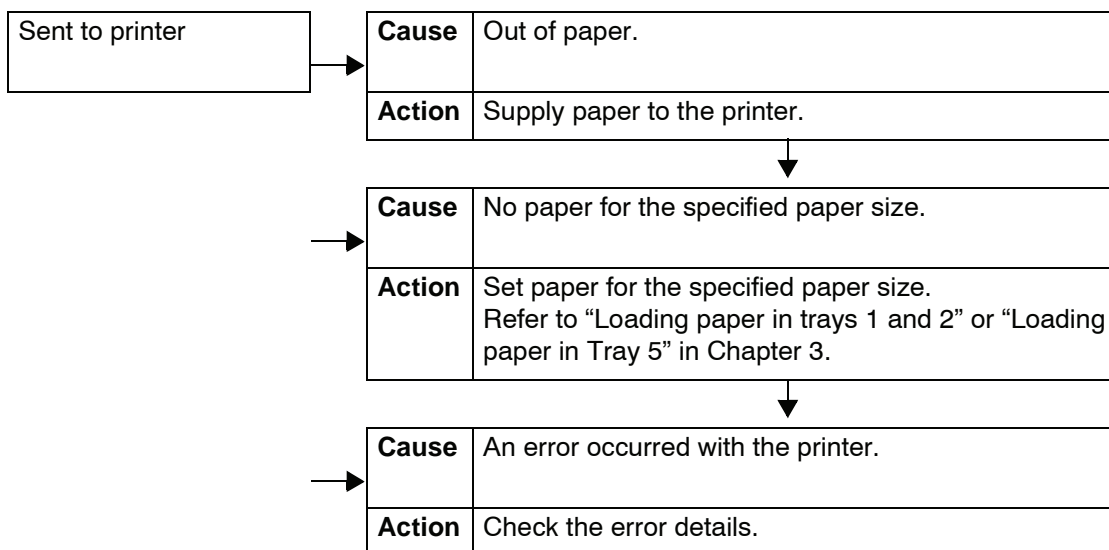 Sent to printer
Cause Out of paper.
Action Supply paper to the printer.
Cause No paper for the specified paper size.
Action Set paper for the specified paper size.
Refer to “Loading paper in trays 1 and 2” or “Loading
paper in Tray 5” in Chapter 3.
Cause An error occurred with the printer.
Action Check the error details.